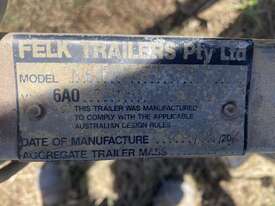 FELK TRAILERS Pty Ltd
MODEL
6A0
THIS TRAILER WAS MANUFACTURED
TO COMPLY WITH THE APPLICABLE
AUSTRALIAN DESIGN RULES
DATE OF MANUFACTURE /20
AGGREGATE TRAILER MASS